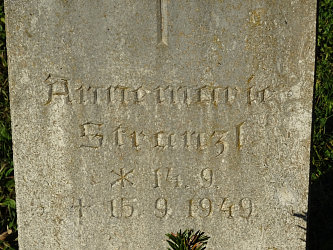 Annemarie
Stranzl
* 14. 9.
† 15. 9. 1949.